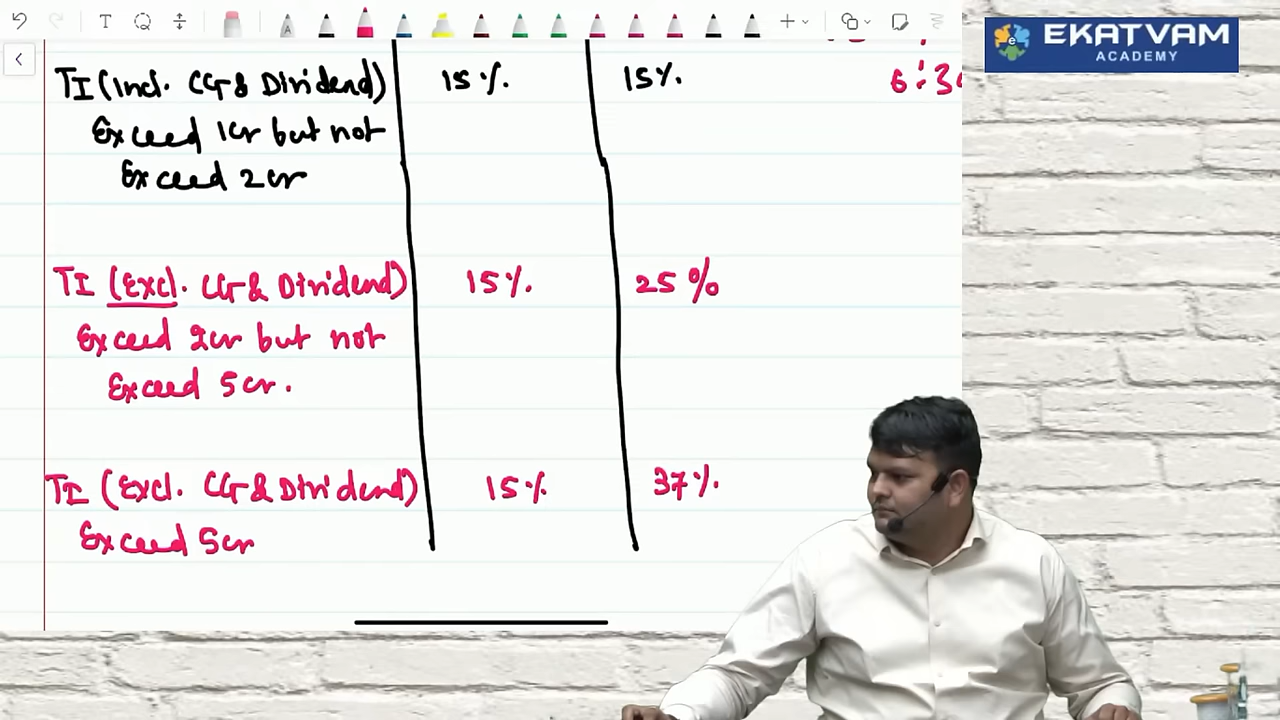 EKATVAM
ACADEMY
TI (Incl. CG & Dividend) 15% 15%
Exceed 1cr but not
Exceed 2cr
TI (Excl. CG & Dividend) 15% 25%
Exceed 2cr but not
Exceed 5cr.
TI (Excl. CG & Dividend) 15% 37%
Exceed 5cr